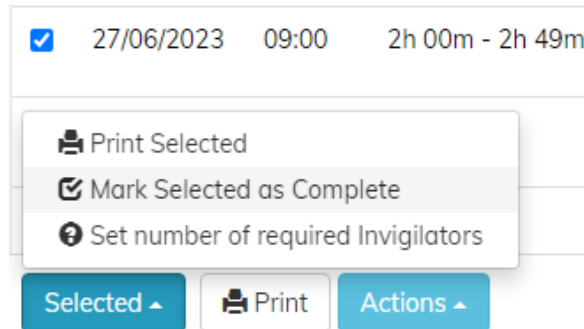 27/06/2023 09:00 2h 00m - 2h 49m
Print Selected
Mark Selected as Complete
Set number of required Invigilators
Selected Print Actions